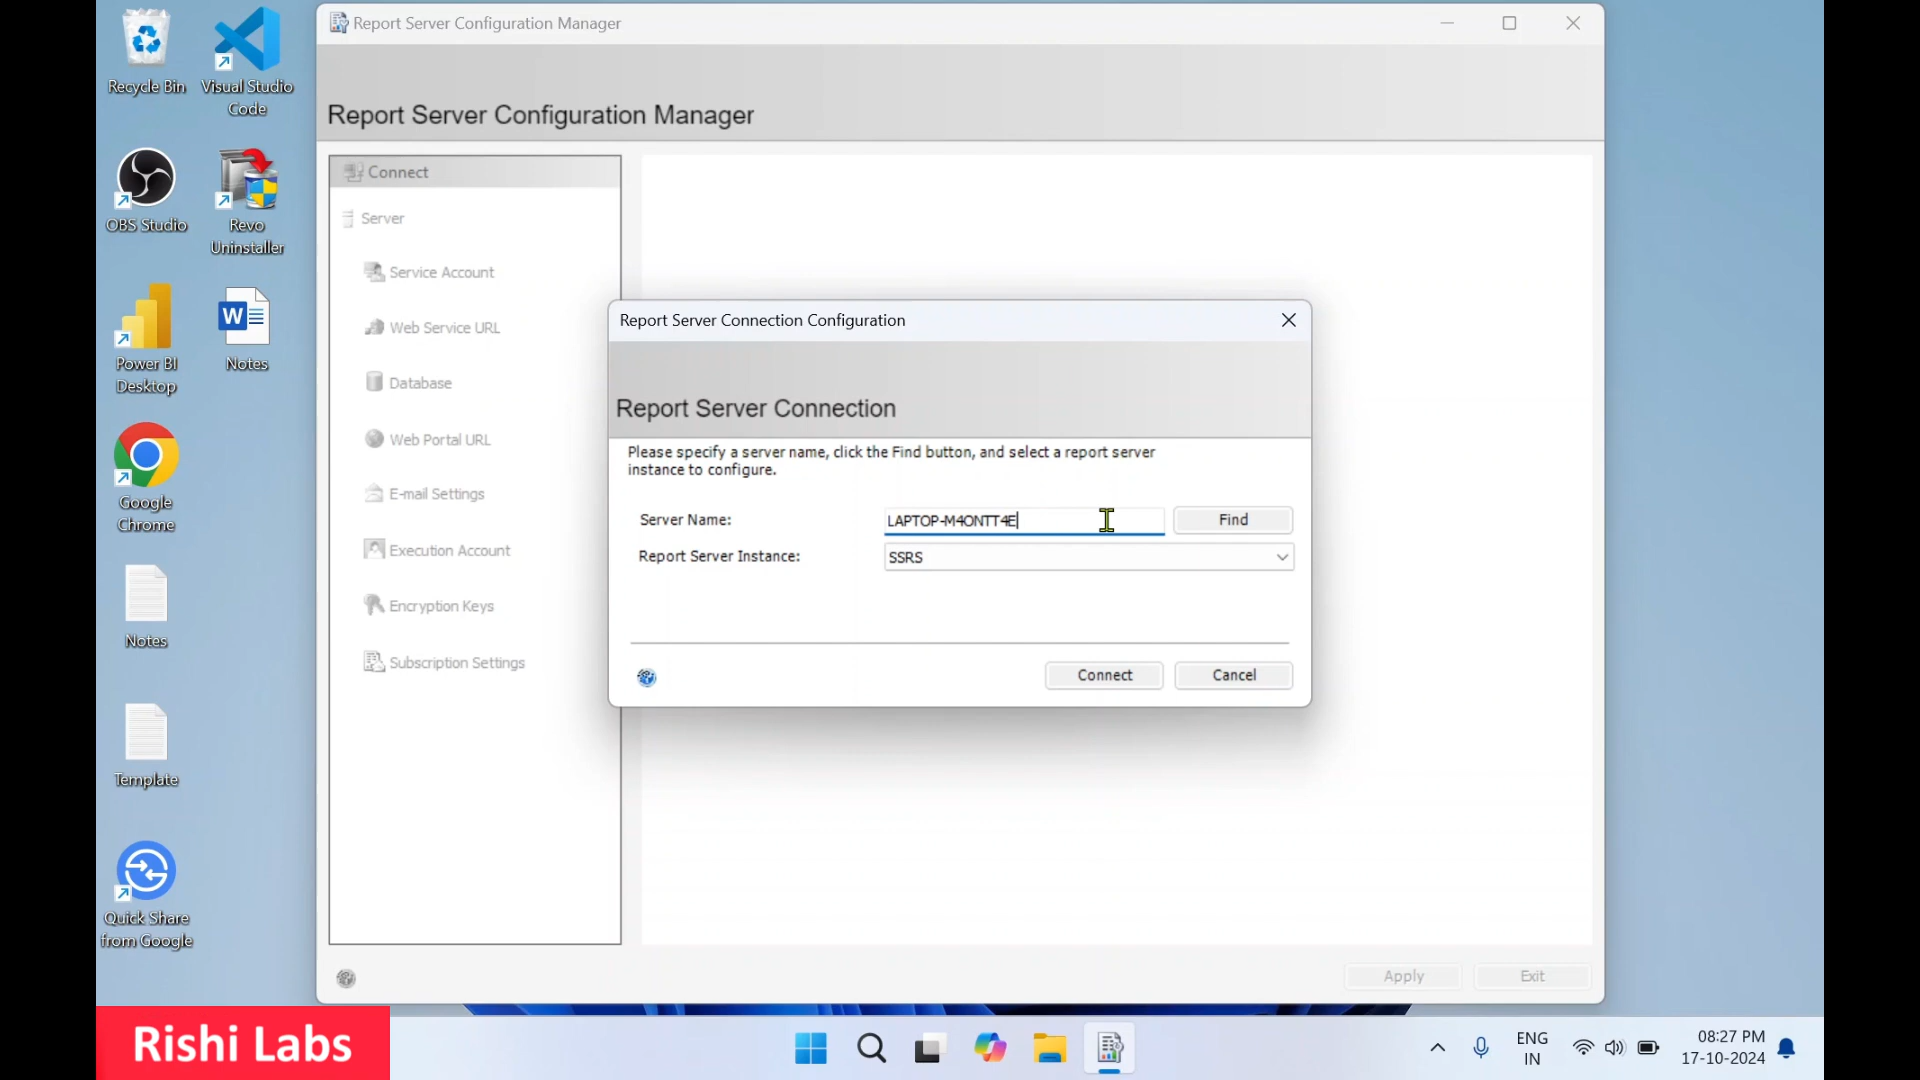 Recycle Bin
Visual Studio
Code
OBS Studio
Revo
Uninstaller
Power BI
Desktop
Notes
Google
Chrome
Notes
Template
Quick Share
from Google
Report Server Configuration Manager
Report Server Configuration Manager
Connect
Server
Service Account
Web Service URL
Database
Web Portal URL
E-mail Settings
Execution Account
Encryption Keys
Subscription Settings
Report Server Connection Configuration
Report Server Connection
Please specify a server name, click the Find button, and select a report server
instance to configure.
Server Name:
LAPTOP-M4ONTT4E
Find
Report Server Instance:
SSRS
Connect
Cancel
Apply
Exit
Rishi Labs
ENG
IN
08:27 PM
17-10-2024